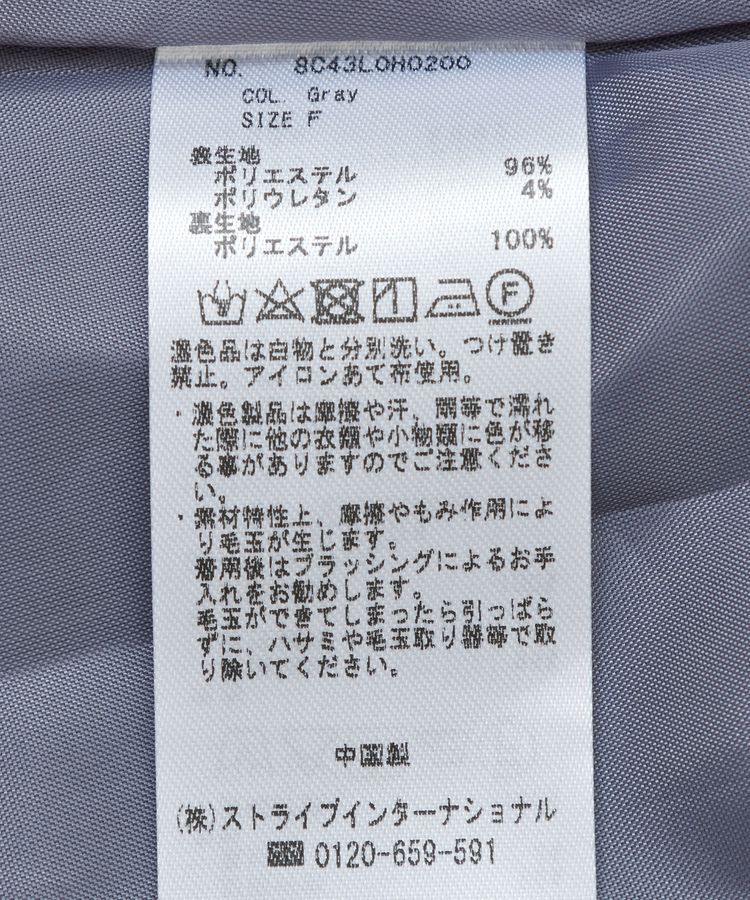 NO. 8C43L0H0200
COL. Gray
SIZE F
表生地
ポリエステル 96%
ポリウレタン 4%
裏生地
ポリエステル 100%
F
濃色品は白物と分別洗い。つけ置き
禁止。アイロンあて布使用。
・濃色製品は摩擦や汗、雨等で濡れ
た際に他の衣類や小物類に色が移
る事がありますのでご注意くださ
い。
・素材特性上、摩擦やもみ作用によ
り毛玉が生じます。
着用後はブラッシングによるお手
入れをお勧めします。
毛玉ができてしまったら引っぱら
ずに、ハサミや毛玉取り器等で取
り除いてください。
中国製
(株)ストライプインターナショナル
0120-659-591